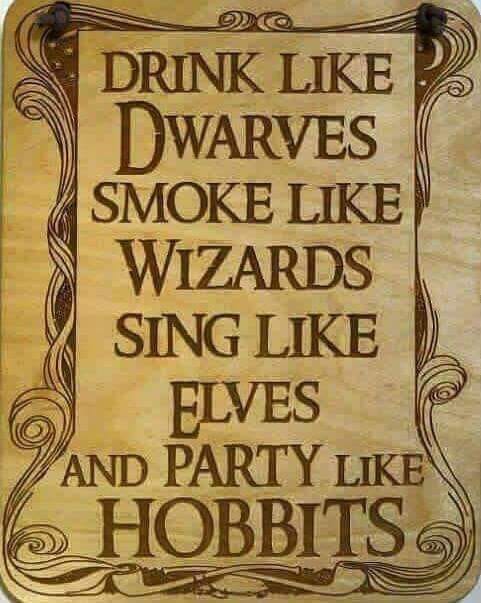 DRINK LIKE
DWARVES
SMOKE LIKE
WIZARDS
SING LIKE
ELVES
AND PARTY LIKE
HOBBITS